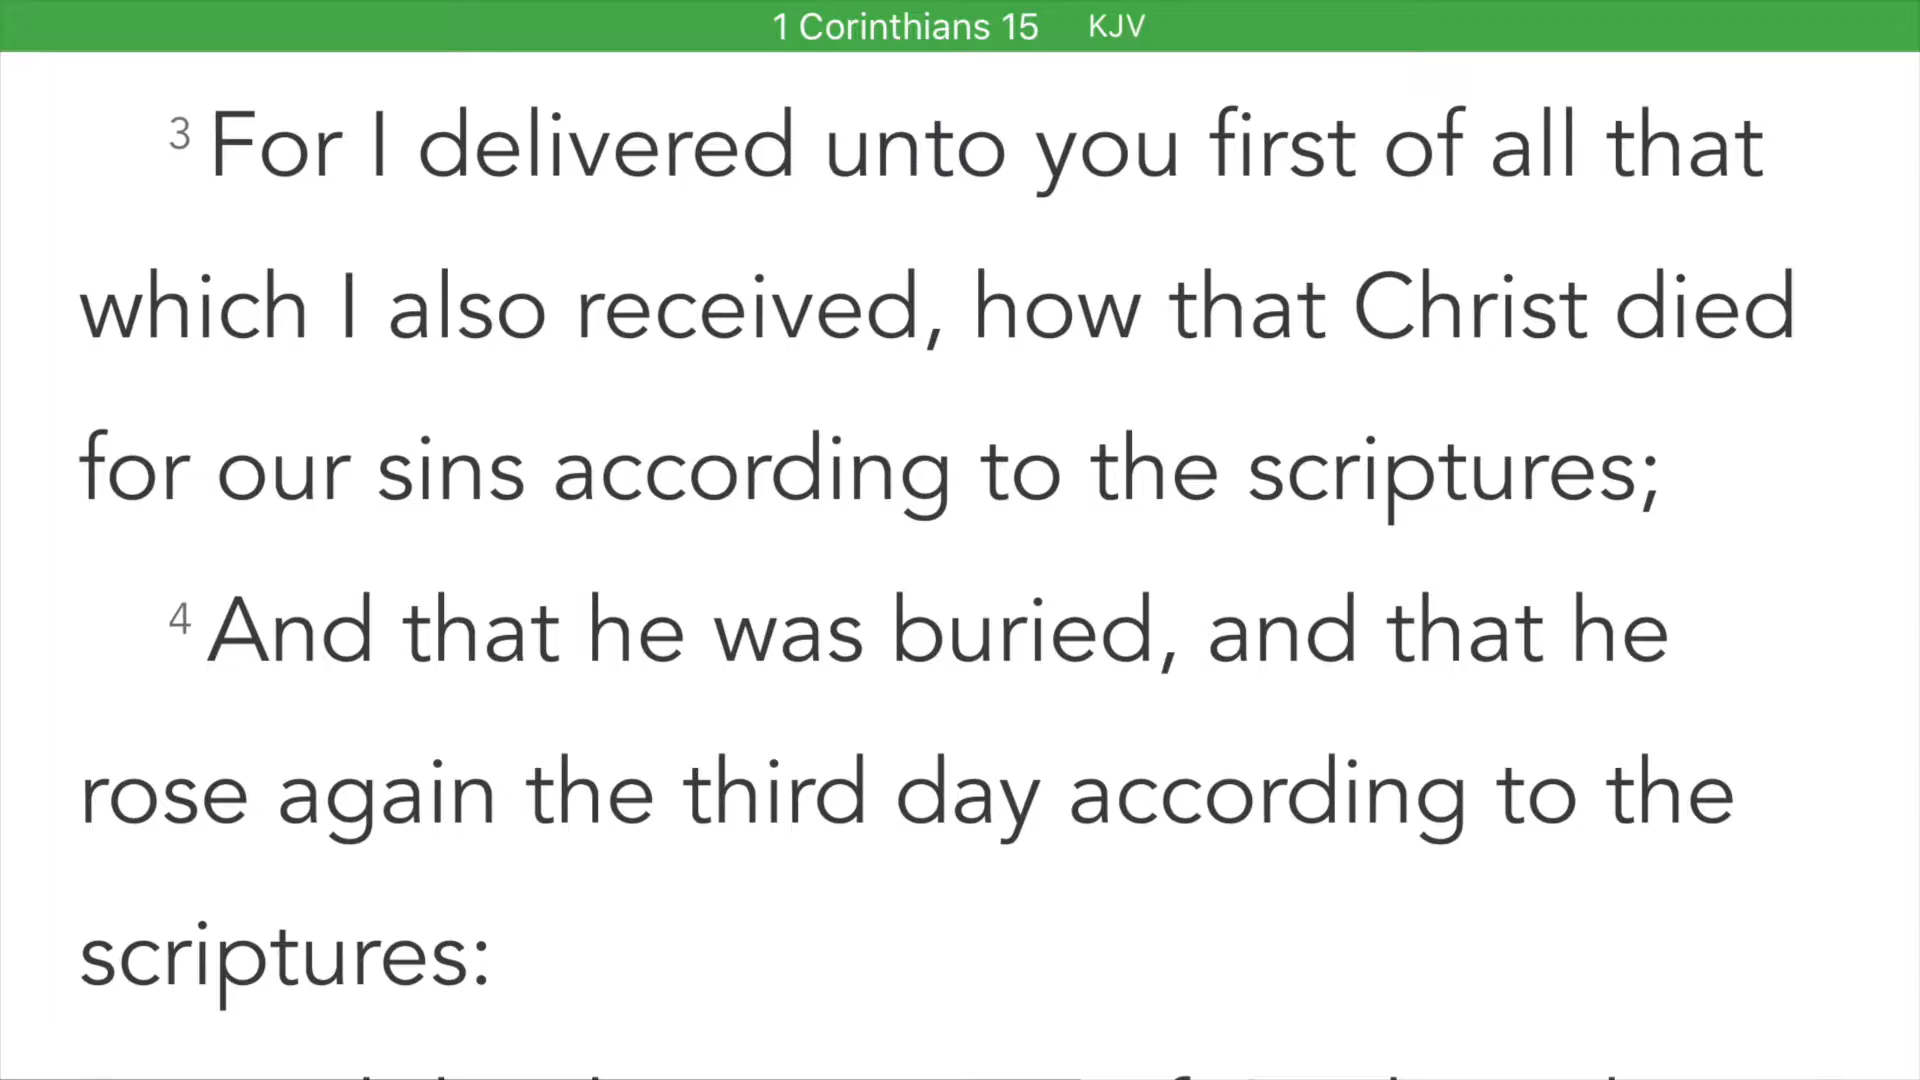 1 Corinthians 15 KJV
3 For I delivered unto you first of all that
which I also received, how that Christ died
for our sins according to the scriptures;
4 And that he was buried, and that he
rose again the third day according to the
scriptures: